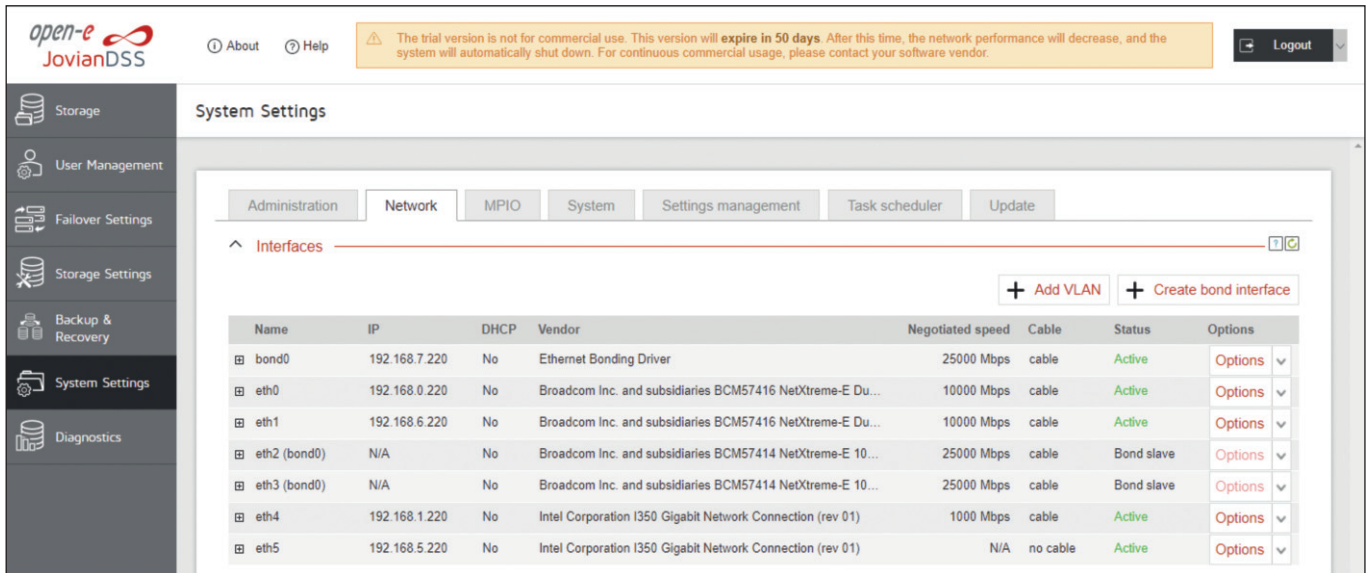 open-e
JovianDSS
About
Help
The trial version is not for commercial use. This version will expire in 50 days. After this time, the network performance will decrease, and the
system will automatically shut down. For continuous commercial usage, please contact your software vendor.
Logout
Storage
User Management
Failover Settings
Storage Settings
Backup &
Recovery
System Settings
Diagnostics
System Settings
Administration Network MPIO System Settings management Task scheduler Update
Interfaces
Add VLAN Create bond interface
Name IP DHCP Vendor Negotiated speed Cable Status Options
bond0 192.168.7.220 No Ethernet Bonding Driver 25000 Mbps cable Active Options
eth0 192.168.0.220 No Broadcom Inc. and subsidiaries BCM57416 NetXtreme-E Du... 10000 Mbps cable Active Options
eth1 192.168.6.220 No Broadcom Inc. and subsidiaries BCM57416 NetXtreme-E Du... 10000 Mbps cable Active Options
eth2 (bond0) N/A No Broadcom Inc. and subsidiaries BCM57414 NetXtreme-E 10... 25000 Mbps cable Bond slave Options
eth3 (bond0) N/A No Broadcom Inc. and subsidiaries BCM57414 NetXtreme-E 10... 25000 Mbps cable Bond slave Options
eth4 192.168.1.220 No Intel Corporation I350 Gigabit Network Connection (rev 01) 1000 Mbps cable Active Options
eth5 192.168.5.220 No Intel Corporation I350 Gigabit Network Connection (rev 01) N/A no cable Active Options